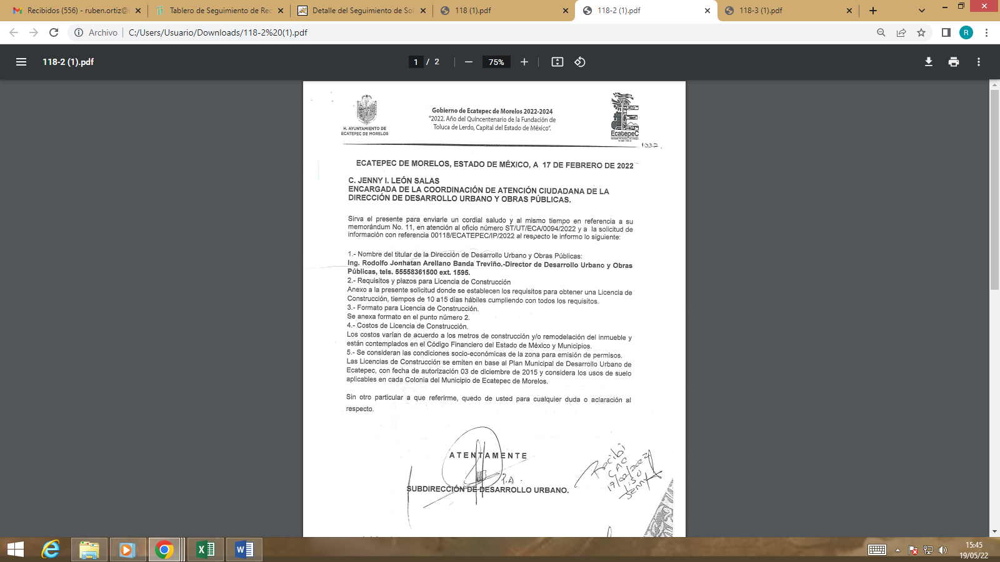 Recibidos (556) - ruben.ortiz@
Tablero de Seguimiento de Rec
Detalle del Seguimiento de Sol
118 (1).pdf
118-2 (1).pdf
118-3 (1).pdf
Archivo
C:/Users/Usuario/Downloads/118-2%20(1).pdf
R
118-2 (1).pdf
1 / 2
75%
H. AYUNTAMIENTO DE
ECATEPEC DE MORELOS
Gobierno de Ecatepec de Morelos 2022-2024
"2022. Año del Quincentenario de la Fundación de
Toluca de Lerdo, Capital del Estado de México".
EcatepeC
1032.
ECATEPEC DE MORELOS, ESTADO DE MÉXICO, A 17 DE FEBRERO DE 2022
C. JENNY I. LEÓN SALAS
ENCARGADA DE LA COORDINACIÓN DE ATENCIÓN CIUDADANA DE LA
DIRECCIÓN DE DESARROLLO URBANO Y OBRAS PÚBLICAS.
Sirva el presente para enviarle un cordial saludo y al mismo tiempo en referencia a su
memorándum No. 11, en atención al oficio número ST/UT/ECA/0094/2022 y a la solicitud de
información con referencia 00118/ECATEPEC/IP/2022 al respecto le informo lo siguiente:
1.- Nombre del titular de la Dirección de Desarrollo Urbano y Obras Públicas:
Ing. Rodolfo Jonhatan Arellano Banda Treviño.-Director de Desarrollo Urbano y Obras
Públicas, tels. 55558361500 ext. 1595.
2.- Requisitos y plazos para Licencia de Construcción
Anexo a la presente solicitud donde se establecen los requisitos para obtener una Licencia de
Construcción, tiempos de 10 a15 días hábiles cumpliendo con todos los requisitos.
3.- Formato para Licencia de Construcción.
Se anexa formato en el punto número 2.
4.- Costos de Licencia de Construcción.
Los costos varían de acuerdo a los metros de construcción y/o remodelación del inmueble y
están contemplados en el Código Financiero del Estado de México y Municipios.
5.- Se consideran las condiciones socio-económicas de la zona para emisión de permisos.
Las Licencias de Construcción se emiten en base al Plan Municipal de Desarrollo Urbano de
Ecatepec, con fecha de autorización 03 de diciembre de 2015 y considera los usos de suelo
aplicables en cada Colonia del Municipio de Ecatepec de Morelos.
Sin otro particular a que referirme, quedo de usted para cualquier duda o aclaración al
respecto.
ATENTAMENTE
P.A.
SUBDIRECCIÓN DE DESARROLLO URBANO.
Recibí
CAC
17/02/2022
1:30
Jenny
15:45
19/05/22